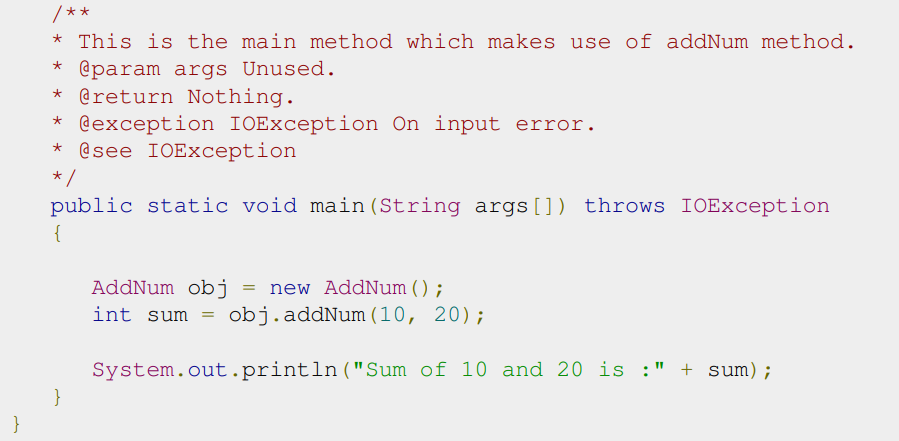 /**
* This is the main method which makes use of addNum method.
* @param args Unused.
* @return Nothing.
* @exception IOException On input error.
* @see IOException
*/
public static void main(String args[]) throws IOException
{
AddNum obj = new AddNum();
int sum = obj.addNum(10, 20);
System.out.println("Sum of 10 and 20 is :" + sum);
}
}